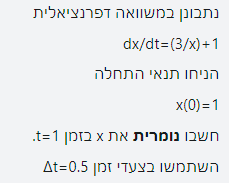 נתבונן במשוואה דפרנציאלית
dx/dt=(3/x)+1
הניחו תנאי התחלה
x(0)=1
חשבו נומרית את x בזמן t=1.
השתמשו בצעדי זמן Δt=0.5